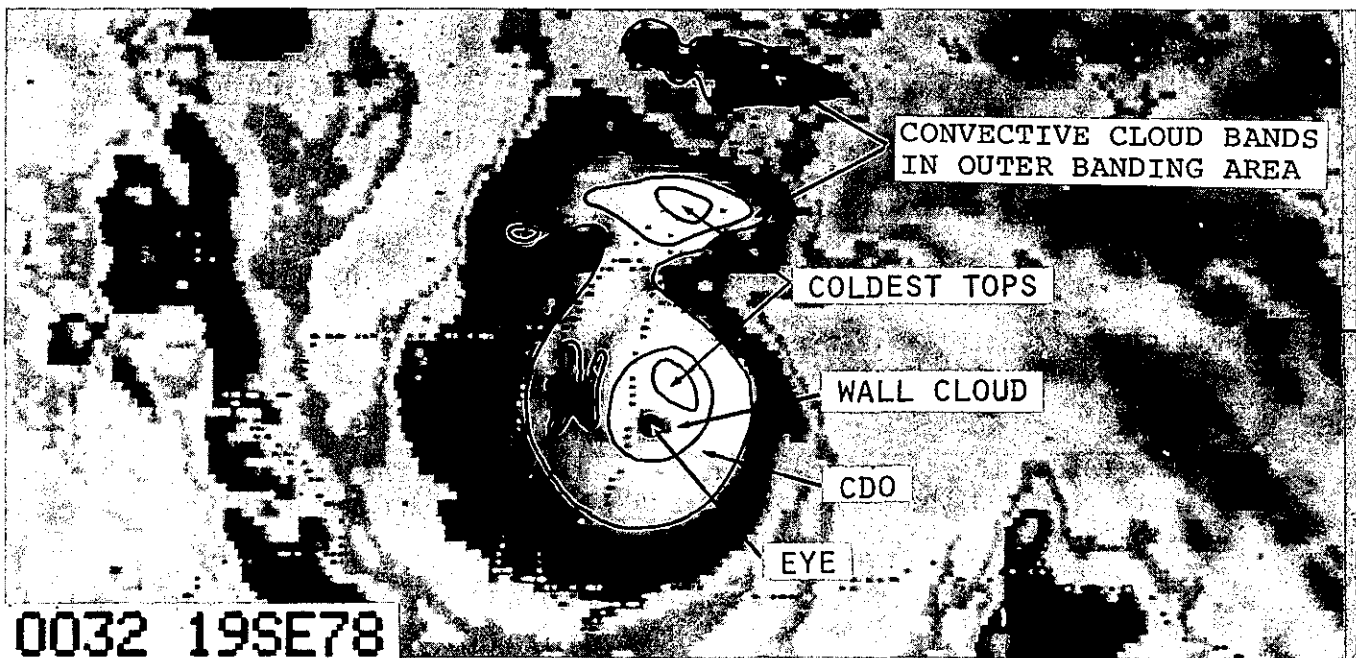 CONVECTIVE CLOUD BANDS
IN OUTER BANDING AREA
COLDEST TOPS
WALL CLOUD
CDO
EYE
0032 19SE78